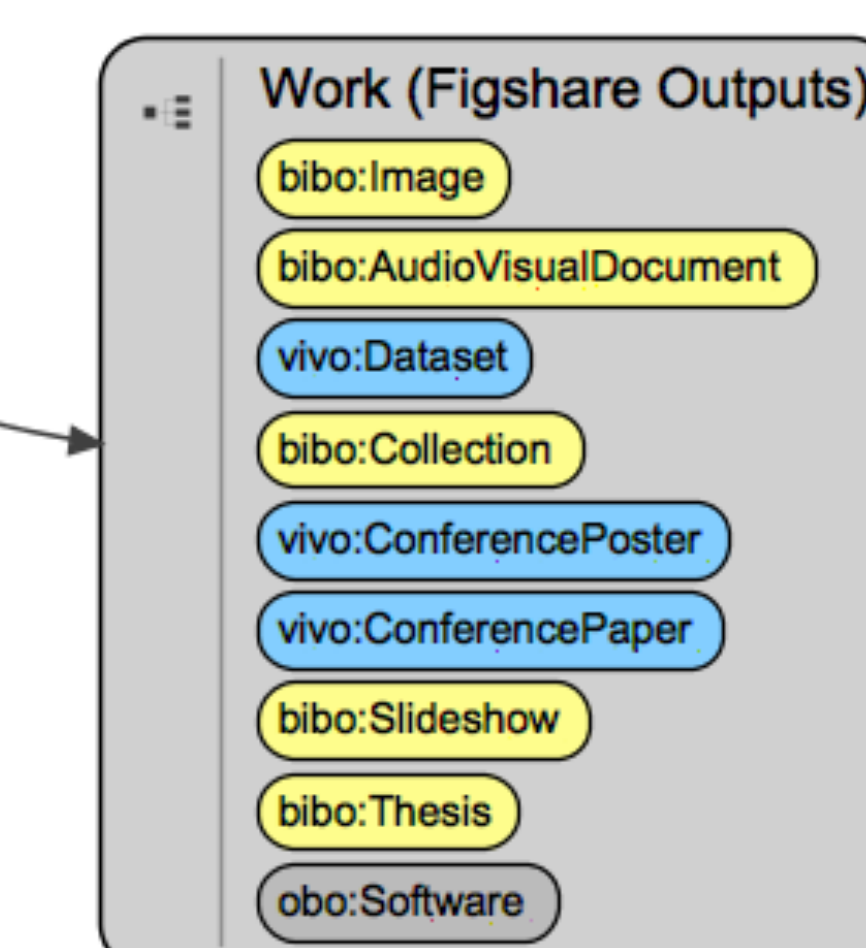 Work (Figshare Outputs)
bibo:Image
bibo:AudioVisualDocument
vivo:Dataset
bibo:Collection
vivo:ConferencePoster
vivo:ConferencePaper
bibo:Slideshow
bibo:Thesis
obo:Software